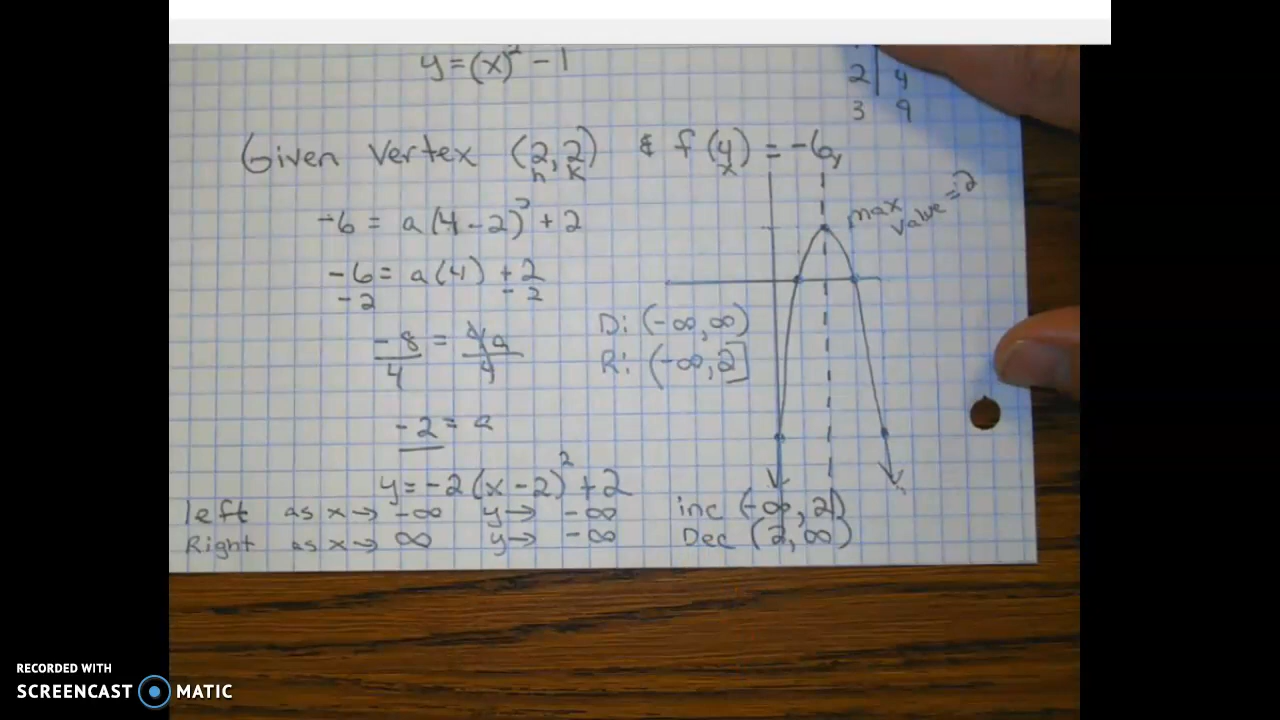 y = (x)² - 1
2 | 4
3 | 9
Given Vertex (2, 2) & f(4) = -6
h k x y
-6 = a(4 - 2)² + 2
max value = 2
-6 = a(4) + 2
-2 - 2
-8 = 4a
4 4
D: (-∞, ∞)
R: (-∞, 2]
-2 = a
y = -2(x - 2)² + 2
left as x → -∞ y → -∞
Right as x → ∞ y → -∞
inc (-∞, 2)
Dec (2, ∞)
RECORDED WITH
SCREENCAST MATIC